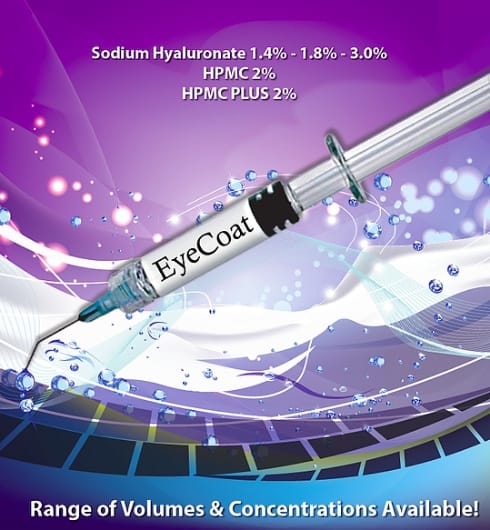 Sodium Hyaluronate 1.4% - 1.8% - 3.0%
HPMC 2%
HPMC PLUS 2%
EyeCoat
Range of Volumes & Concentrations Available!